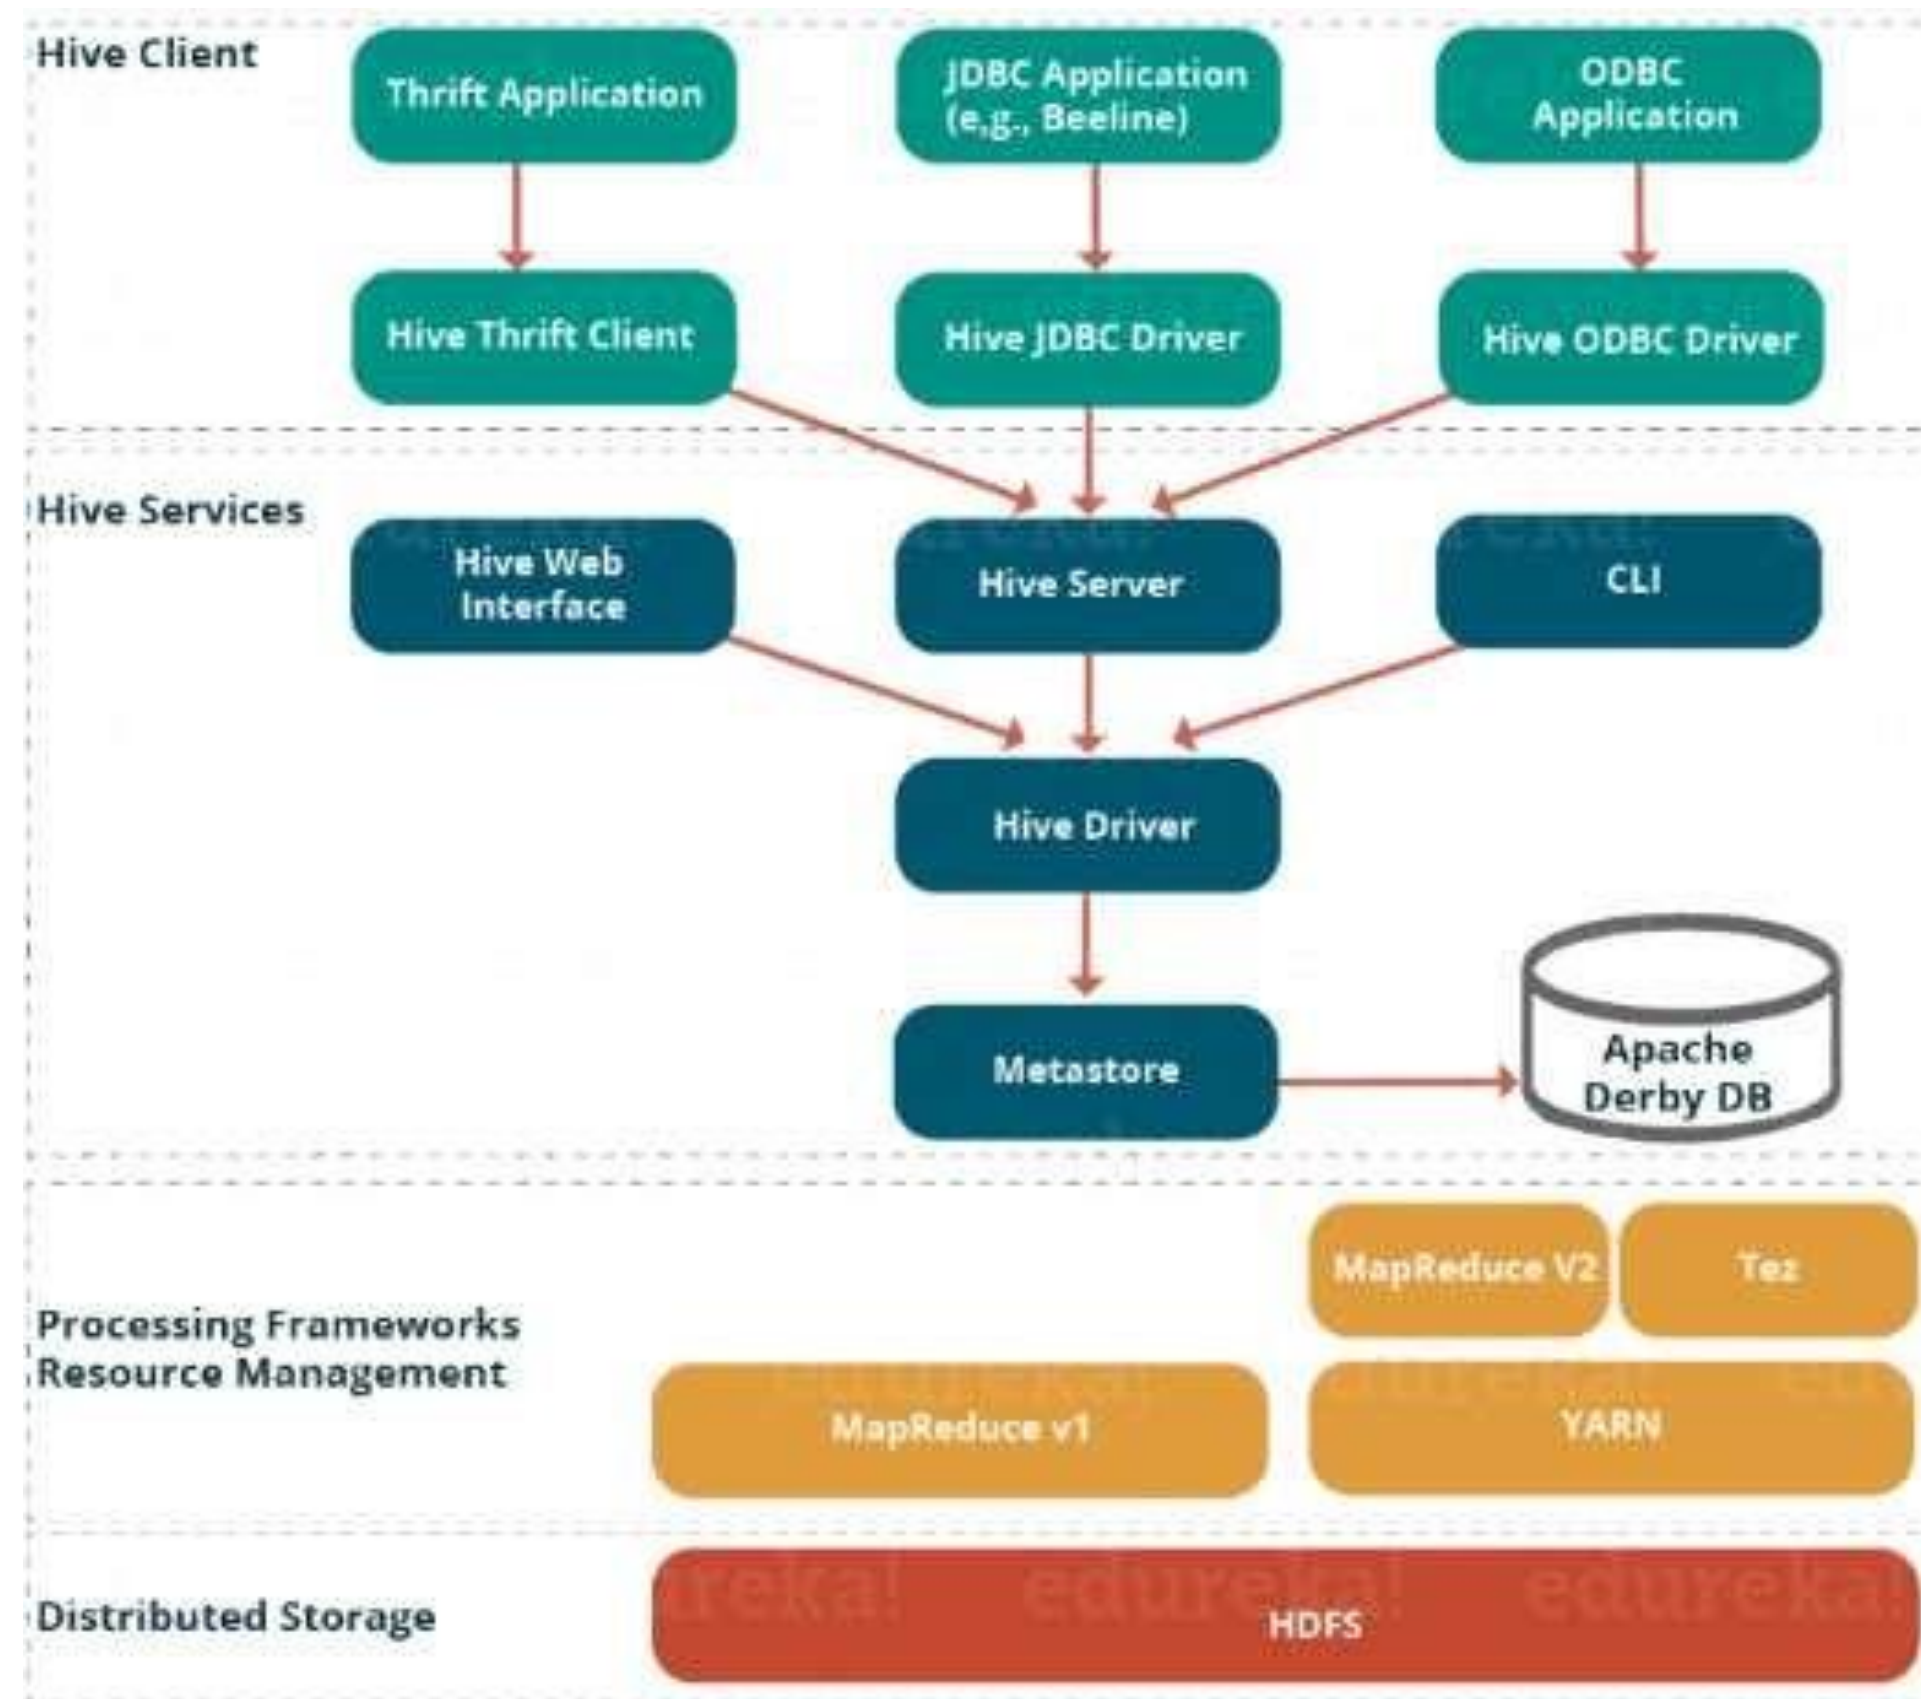 Hive Client
Thrift Application
JDBC Application
(e,g., Beeline)
ODBC
Application
Hive Thrift Client
Hive JDBC Driver
Hive ODBC Driver
Hive Services
Hive Web
Interface
Hive Server
CLI
Hive Driver
Metastore
Apache
Derby DB
MapReduce V2
Tez
Processing Frameworks
Resource Management
MapReduce v1
YARN
edureka!
edureka!
Distributed Storage
HDFS